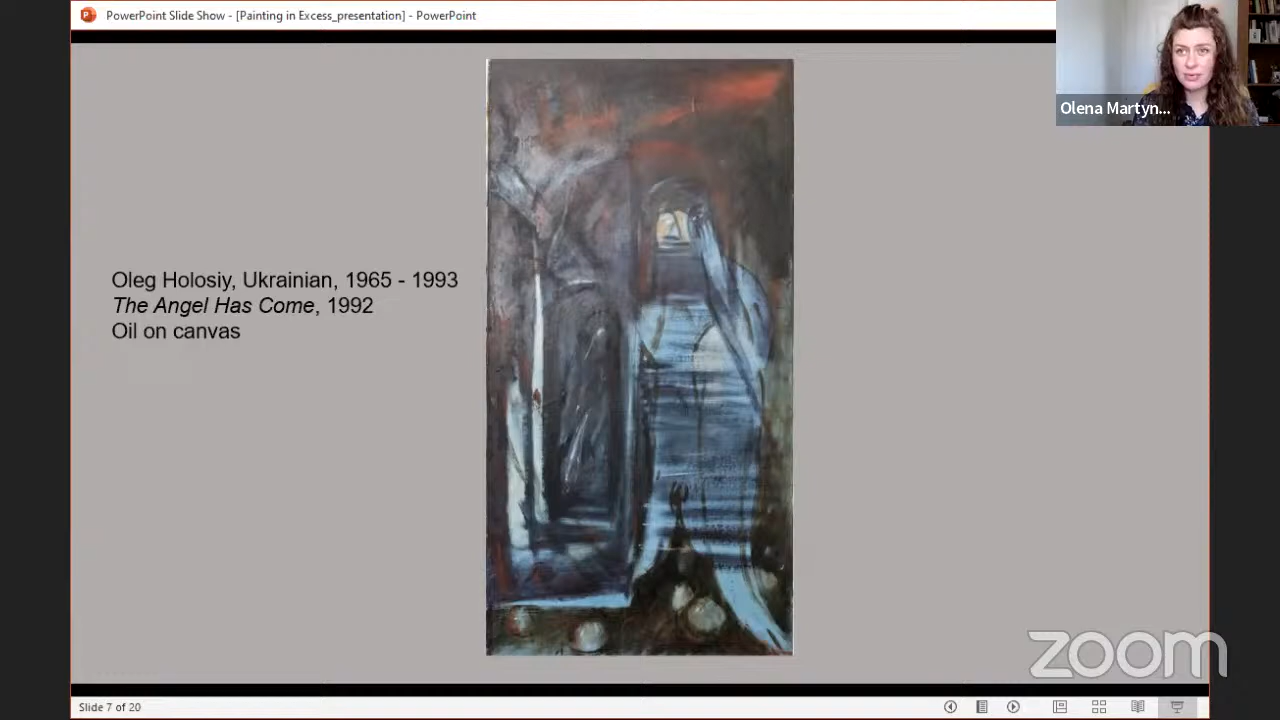 PowerPoint Slide Show - [Painting in Excess_presentation] - PowerPoint
Olena Martyn...
Oleg Holosiy, Ukrainian, 1965 - 1993
The Angel Has Come, 1992
Oil on canvas
zoom
Slide 7 of 20